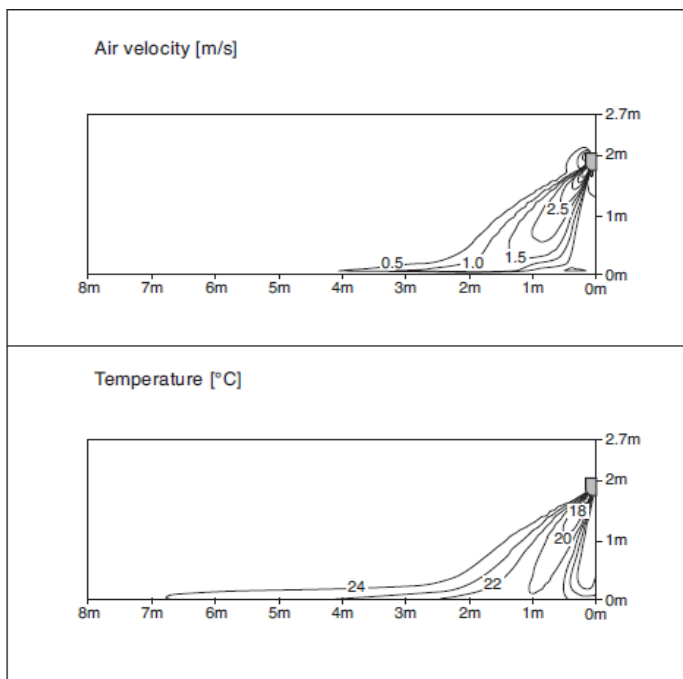 Air velocity [m/s]
2.7m
2m
2.5
1m
0.5
1.0
1.5
0m
8m 7m 6m 5m 4m 3m 2m 1m 0m
Temperature [°C]
2.7m
2m
18
20
1m
24
22
0m
8m 7m 6m 5m 4m 3m 2m 1m 0m